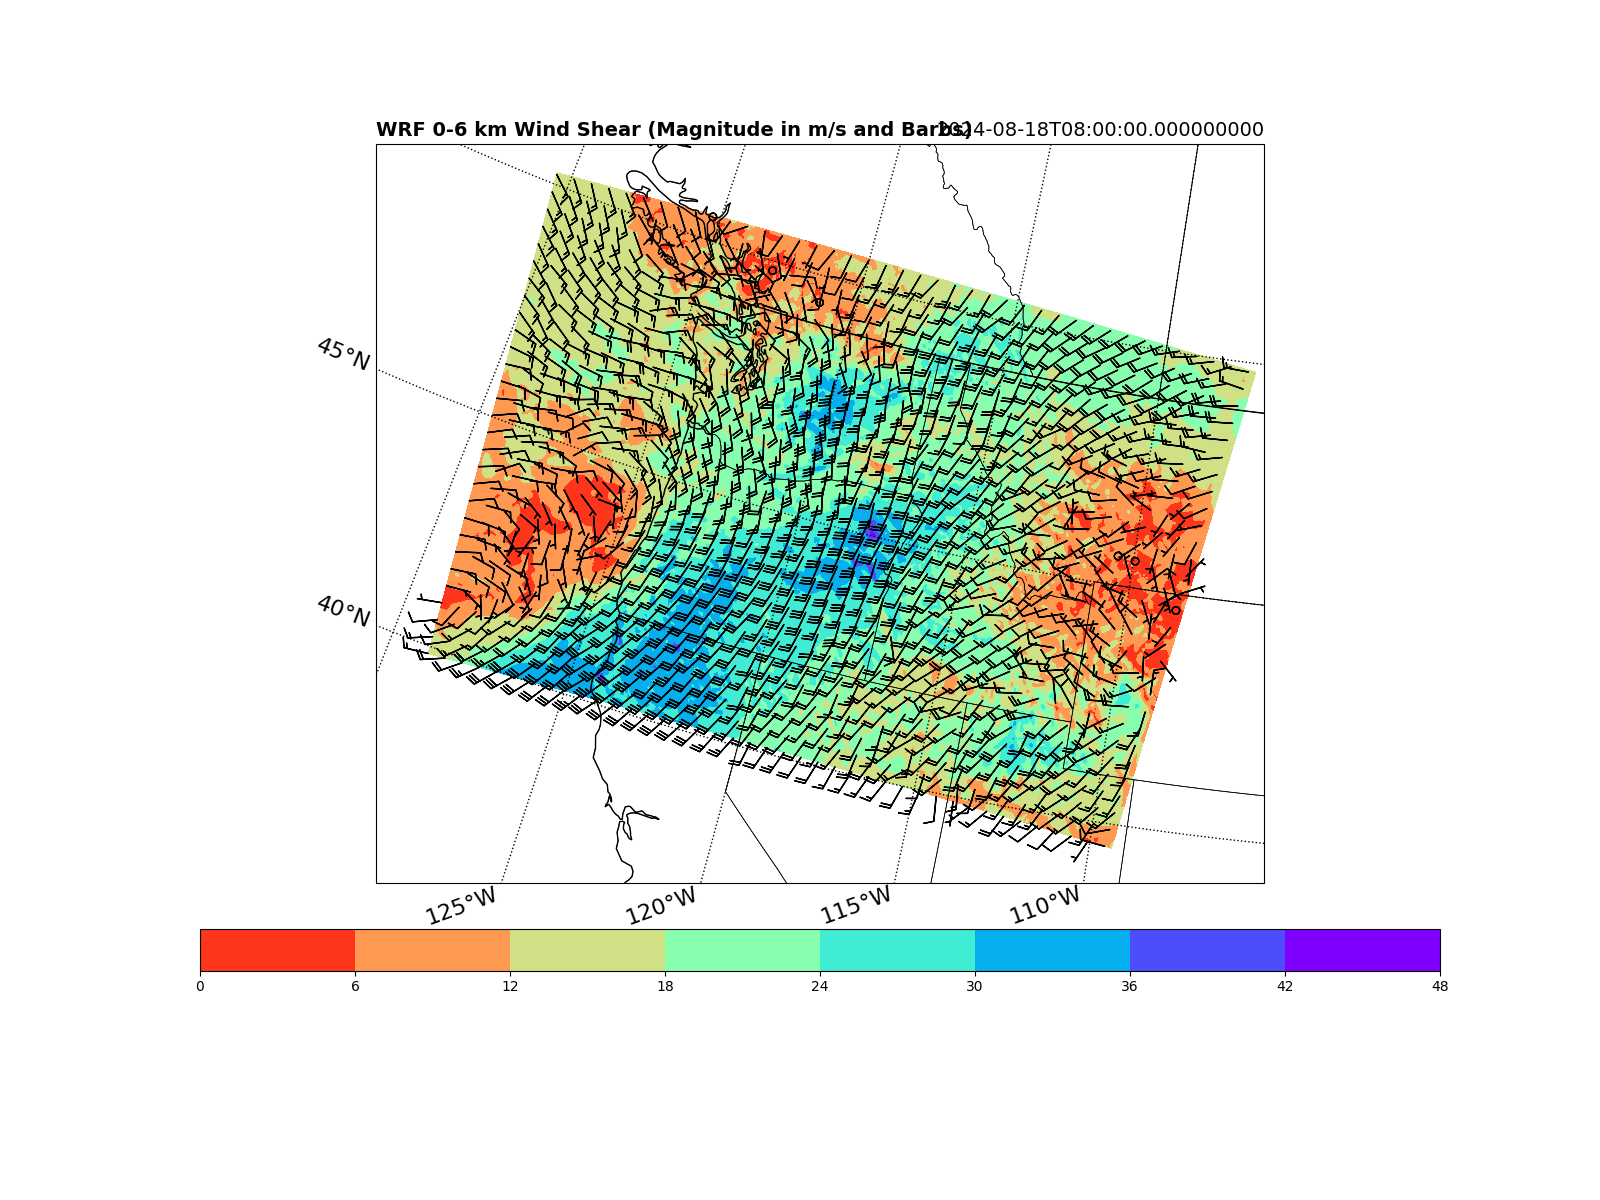 WRF 0-6 km Wind Shear (Magnitude in m/s and Barbs)
2024-08-18T08:00:00.000000000
45°N
40°N
125°W 120°W 115°W 110°W
0 6 12 18 24 30 36 42 48